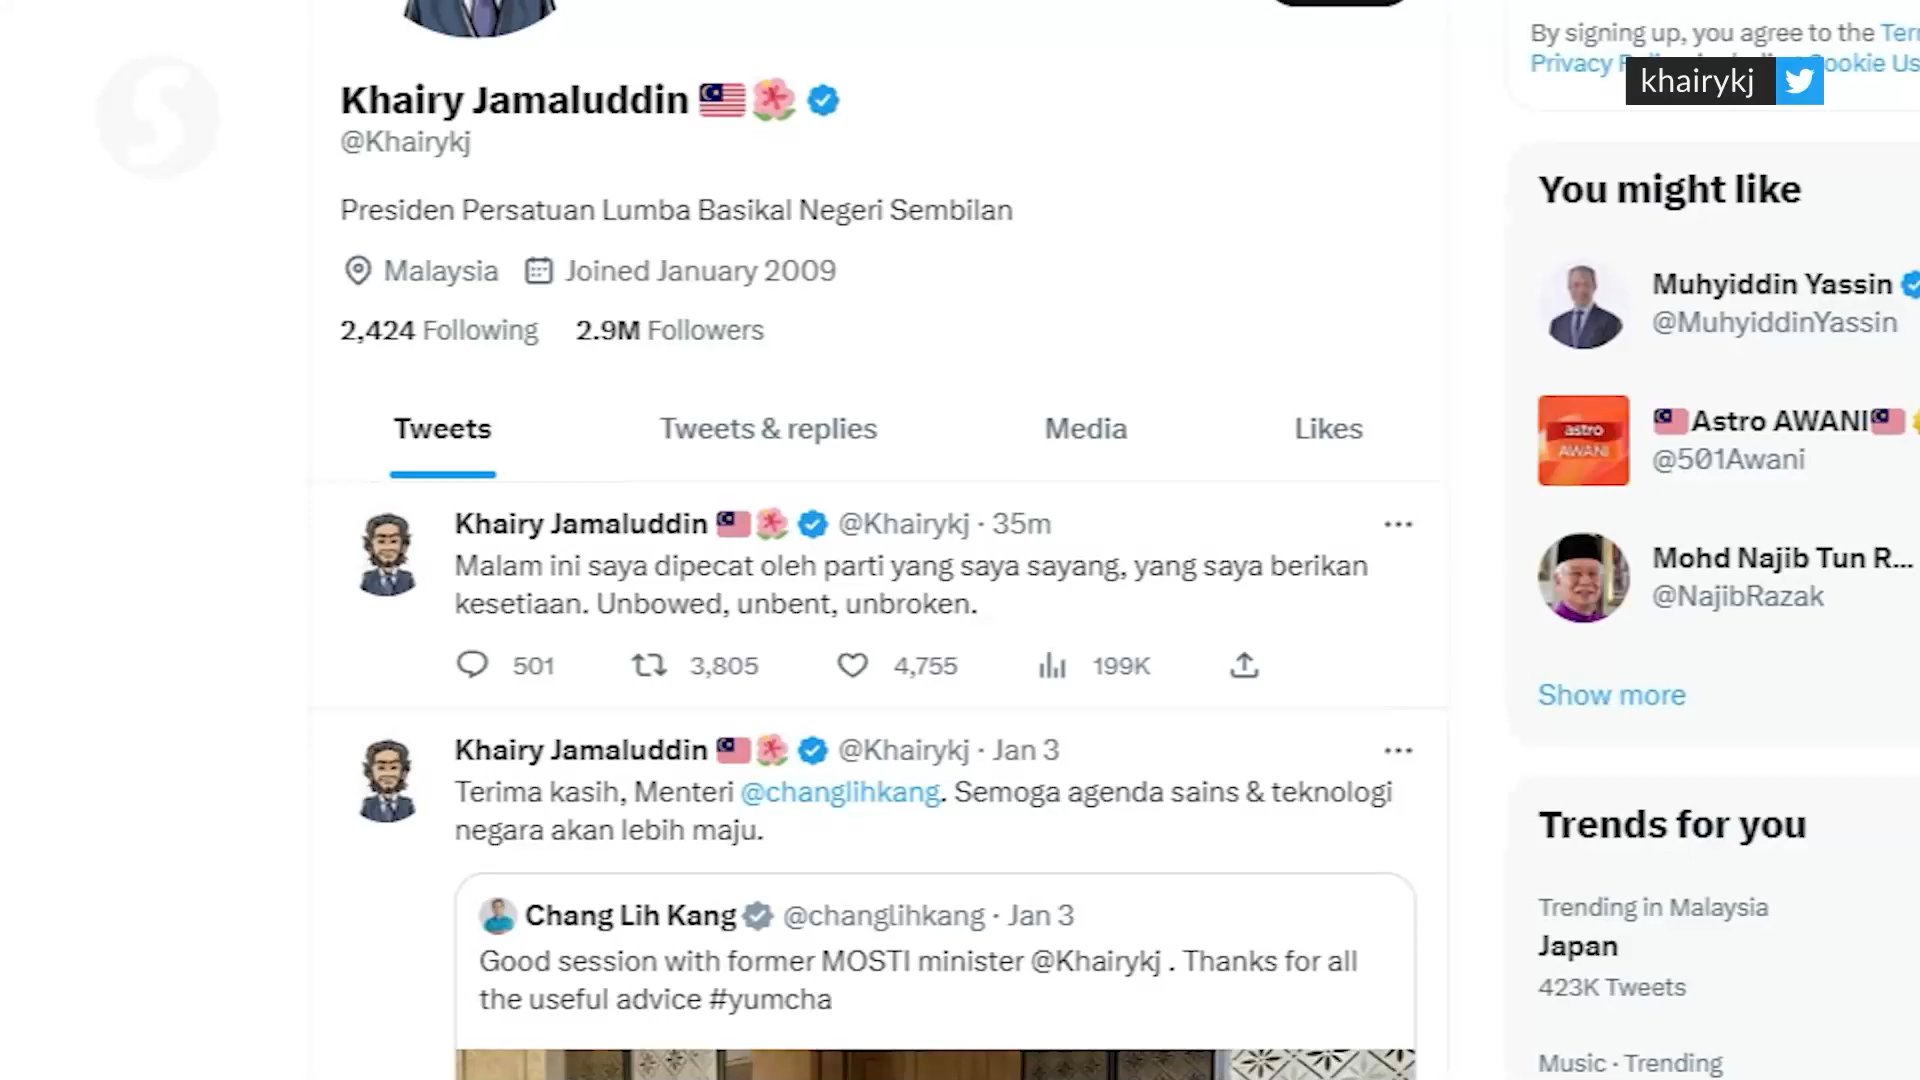 By signing up, you agree to the
Privacy
khairykj
Khairy Jamaluddin
@Khairykj
Presiden Persatuan Lumba Basikal Negeri Sembilan
Malaysia Joined January 2009
2,424 Following 2.9M Followers
Tweets Tweets & replies Media Likes
Khairy Jamaluddin @Khairykj · 35m
Malam ini saya dipecat oleh parti yang saya sayang, yang saya berikan
kesetiaan. Unbowed, unbent, unbroken.
501 3,805 4,755 199K
Khairy Jamaluddin @Khairykj · Jan 3
Terima kasih, Menteri @changlihkang. Semoga agenda sains & teknologi
negara akan lebih maju.
Chang Lih Kang @changlihkang · Jan 3
Good session with former MOSTI minister @Khairykj . Thanks for all
the useful advice #yumcha
You might like
Muhyiddin Yassin
@MuhyiddinYassin
astro
AWANI
Astro AWANI
@501Awani
Mohd Najib Tun R...
@NajibRazak
Show more
Trends for you
Trending in Malaysia
Japan
423K Tweets
Music · Trending